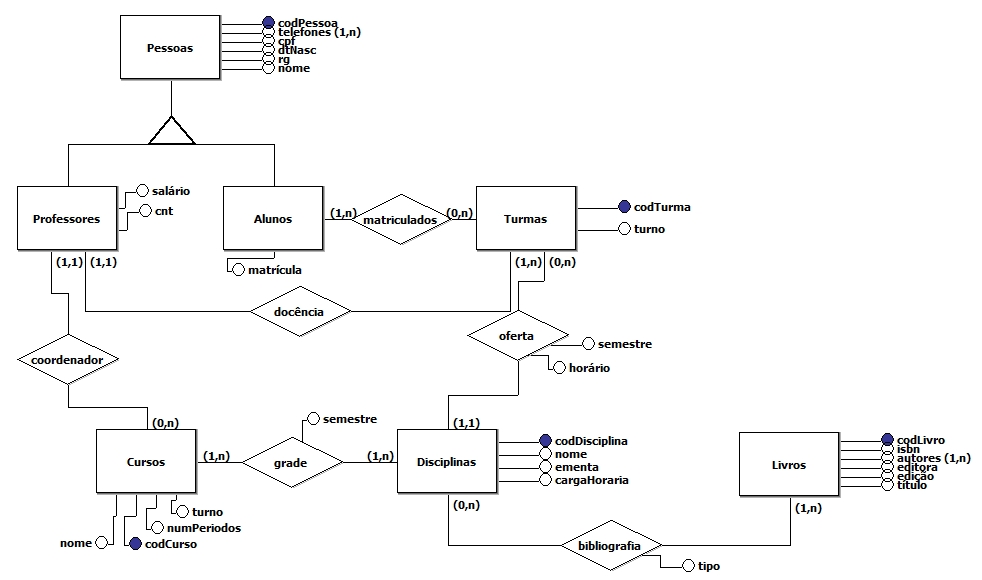 codPessoa
telefones (1,n)
cpf
dtNasc
rg
nome
Pessoas
Professores
salário
cnt
Alunos
matrícula
(1,n)
matriculados
(0,n)
Turmas
codTurma
turno
(1,1)
(1,1)
(1,n)
(0,n)
docência
oferta
semestre
horário
coordenador
(0,n)
(1,1)
Cursos
(1,n)
grade
semestre
(1,n)
Disciplinas
codDisciplina
nome
ementa
cargaHoraria
Livros
codLivro
isbn
autores (1,n)
editora
edição
título
turno
numPeriodos
codCurso
nome
(0,n)
(1,n)
bibliografia
tipo